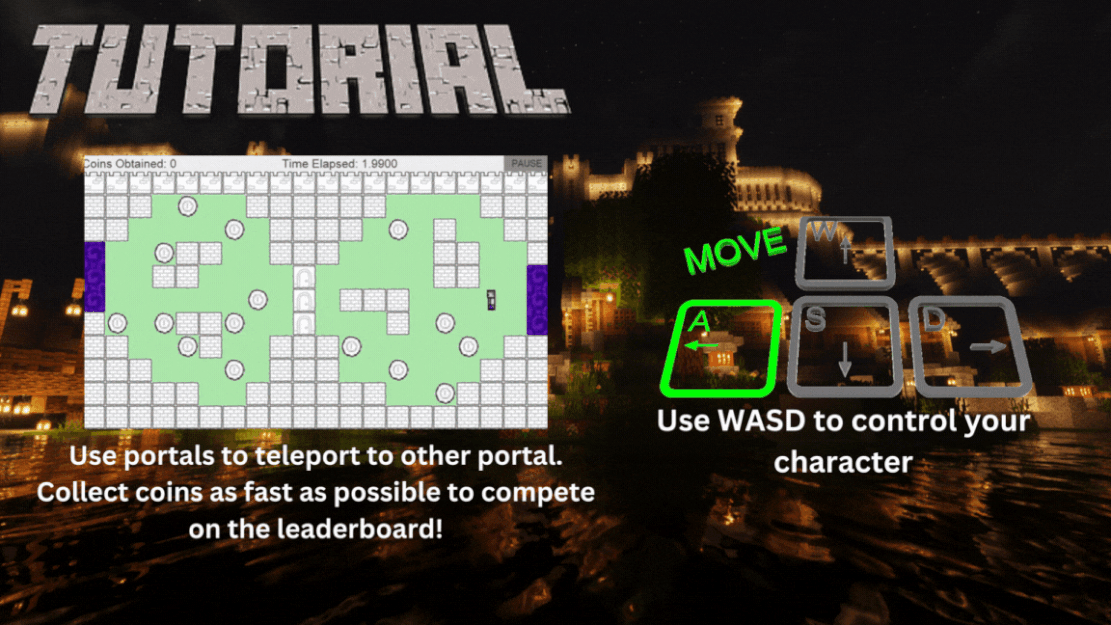 TUTORIAL
Coins Obtained: 0 Time Elapsed: 1.9900 PAUSE
Use portals to teleport to other portal.
Collect coins as fast as possible to compete
on the leaderboard!
MOVE
W
A S D
Use WASD to control your
character